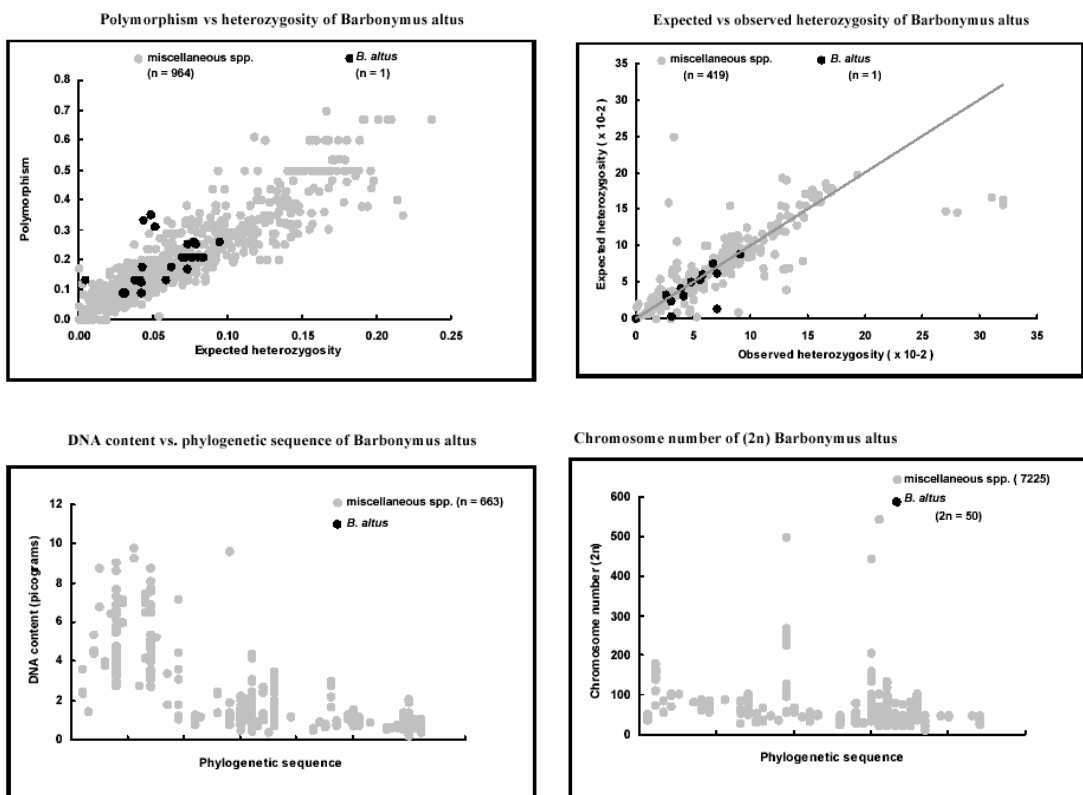 Polymorphism vs heterozygosity of Barbonymus altus
miscellaneous spp.
(n = 964)
B. altus
(n = 1)
0.8
0.7
0.6
0.5
0.4
0.3
0.2
0.1
0.0
Polymorphism
0.00 0.05 0.10 0.15 0.20 0.25
Expected heterozygosity
Expected vs observed heterozygosity of Barbonymus altus
miscellaneous spp.
(n = 419)
B. altus
(n = 1)
35
30
25
20
15
10
5
0
Expected heterozygosity ( x 10-2)
0 5 10 15 20 25 30 35
Observed heterozygosity ( x 10-2)
DNA content vs. phylogenetic sequence of Barbonymus altus
miscellaneous spp. (n = 663)
B. altus
12
10
8
6
4
2
0
DNA content (picograms)
Phylogenetic sequence
Chromosome number of (2n) Barbonymus altus
miscellaneous spp. ( 7225)
B. altus
(2n = 50)
600
500
400
300
200
100
0
Chromosome number (2n)
Phylogenetic sequence